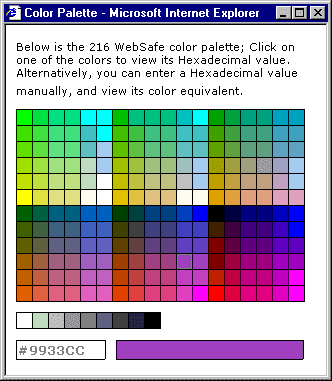 Color Palette - Microsoft Internet Explorer
Below is the 216 WebSafe color palette; Click on
one of the colors to view its Hexadecimal value.
Alternatively, you can enter a Hexadecimal value
manually, and view its color equivalent.
#9933CC